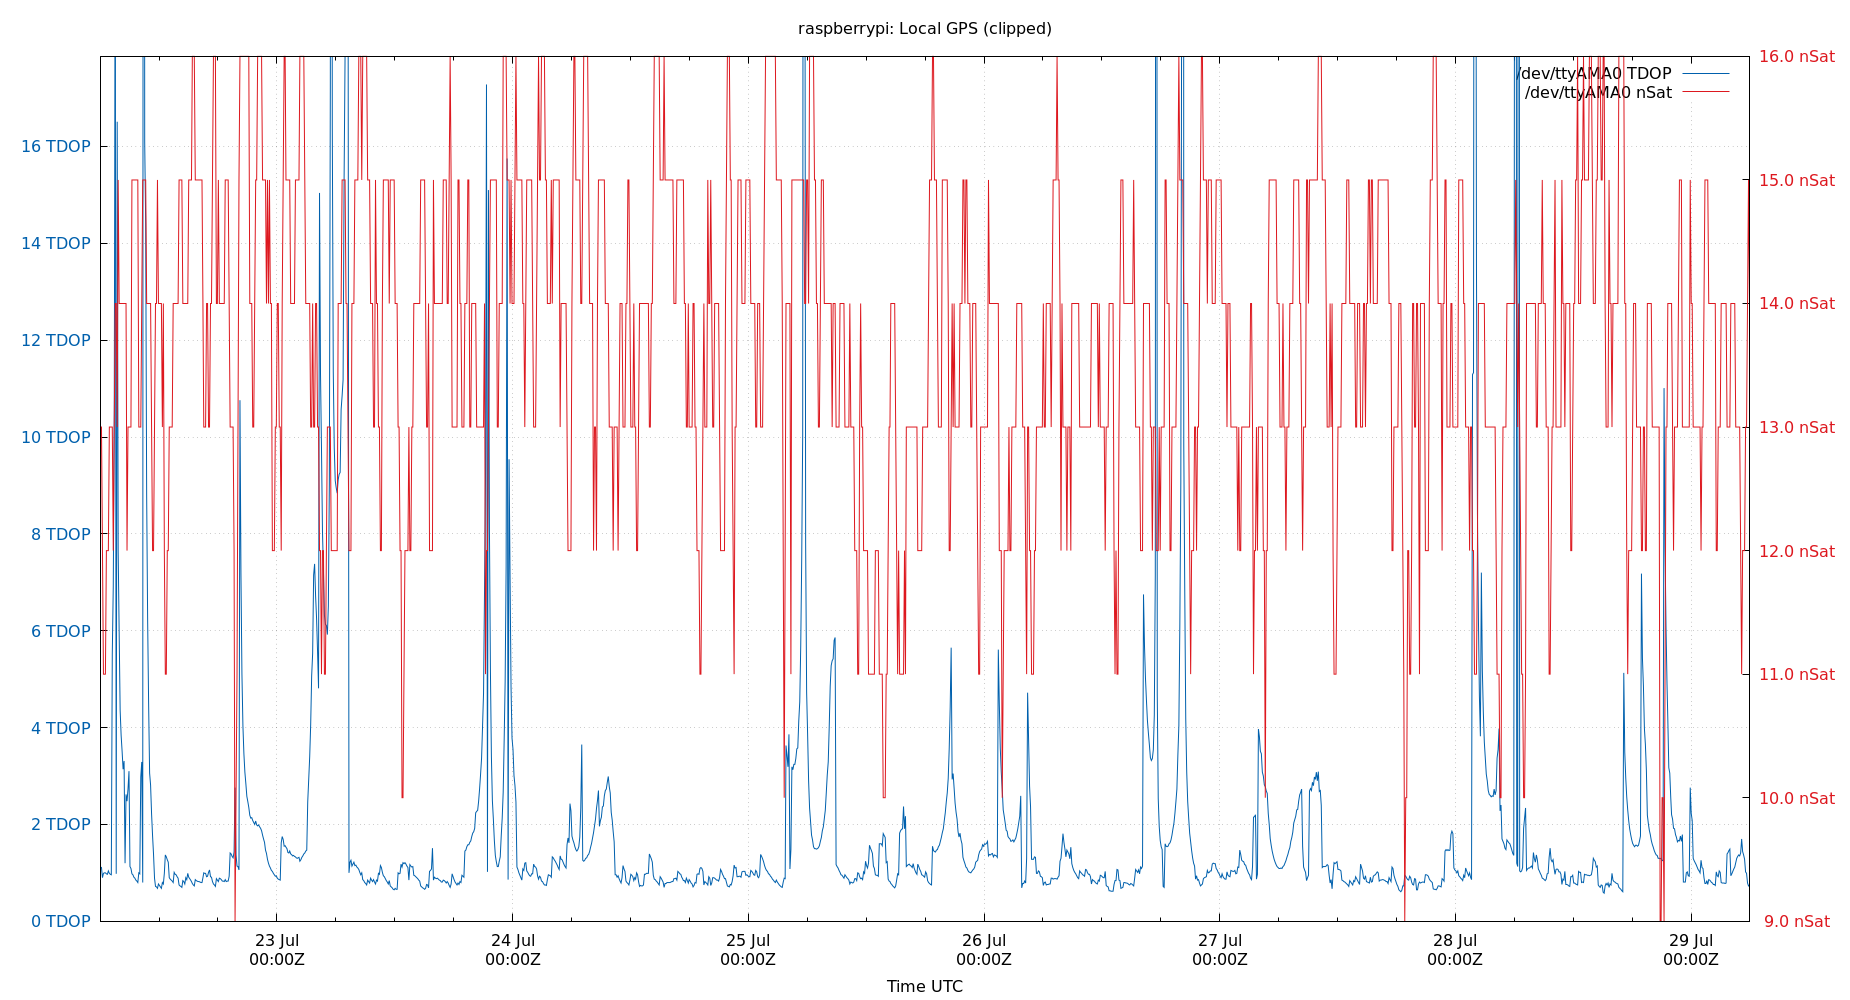 raspberrypi: Local GPS (clipped)
16.0 nSat
/dev/ttyAMA0 TDOP
/dev/ttyAMA0 nSat
16 TDOP
15.0 nSat
14 TDOP
14.0 nSat
12 TDOP
13.0 nSat
10 TDOP
12.0 nSat
8 TDOP
11.0 nSat
6 TDOP
4 TDOP
10.0 nSat
2 TDOP
0 TDOP
9.0 nSat
23 Jul
00:00Z
24 Jul
00:00Z
25 Jul
00:00Z
26 Jul
00:00Z
27 Jul
00:00Z
28 Jul
00:00Z
29 Jul
00:00Z
Time UTC